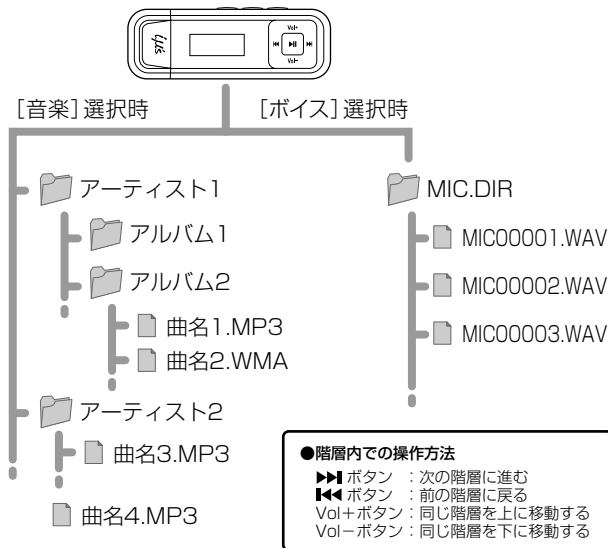 Vol+
Vol−
[音楽]選択時
[ボイス]選択時
アーティスト1
アルバム1
アルバム2
曲名1.MP3
曲名2.WMA
アーティスト2
曲名3.MP3
曲名4.MP3
MIC.DIR
MIC00001.WAV
MIC00002.WAV
MIC00003.WAV
●階層内での操作方法
▶▶| ボタン :次の階層に進む
|◀◀ ボタン :前の階層に戻る
Vol+ボタン:同じ階層を上に移動する
Vol−ボタン:同じ階層を下に移動する